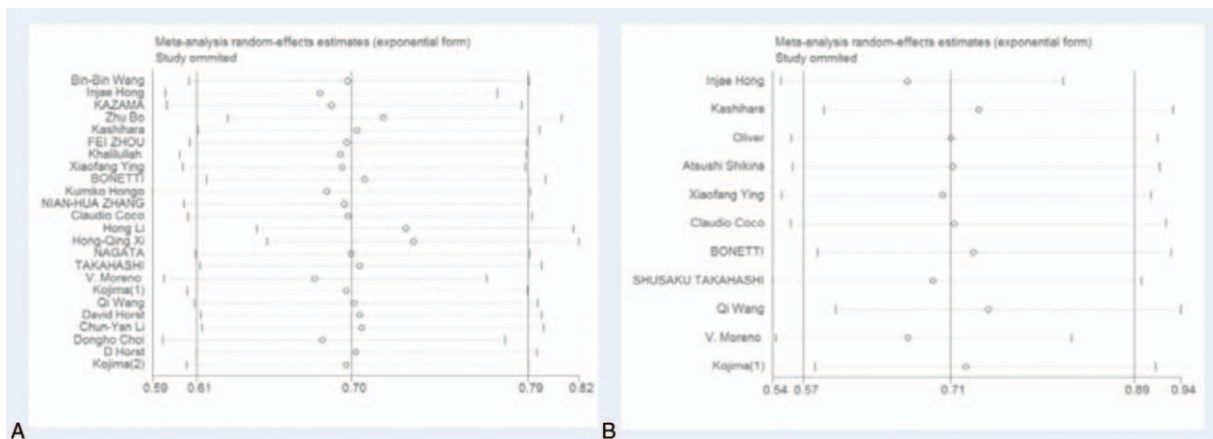 Meta-analysis random-effects estimates (exponential form)
Study ommited
Bin-Bin Wang
Injae Hong
KAZAMA
Zhu Bo
Kashihara
FEI ZHOU
Khalilullah
Xiaofang Ying
BONETTI
Kumiko Hongo
NIAN-HUA ZHANG
Claudio Coco
Hong Li
Hong-Qing Xi
NAGATA
TAKAHASHI
V. Moreno
Kojima(1)
Qi Wang
David Horst
Chun-Yan Li
Dongho Choi
D Horst
Kojima(2)
0.59 0.61 0.70 0.79 0.82
A
Meta-analysis random-effects estimates (exponential form)
Study ommited
Injae Hong
Kashihara
Oliver
Atsushi Shikina
Xiaofang Ying
Claudio Coco
BONETTI
SHUSAKU TAKAHASHI
Qi Wang
V. Moreno
Kojima(1)
0.54 0.57 0.71 0.89 0.94
B